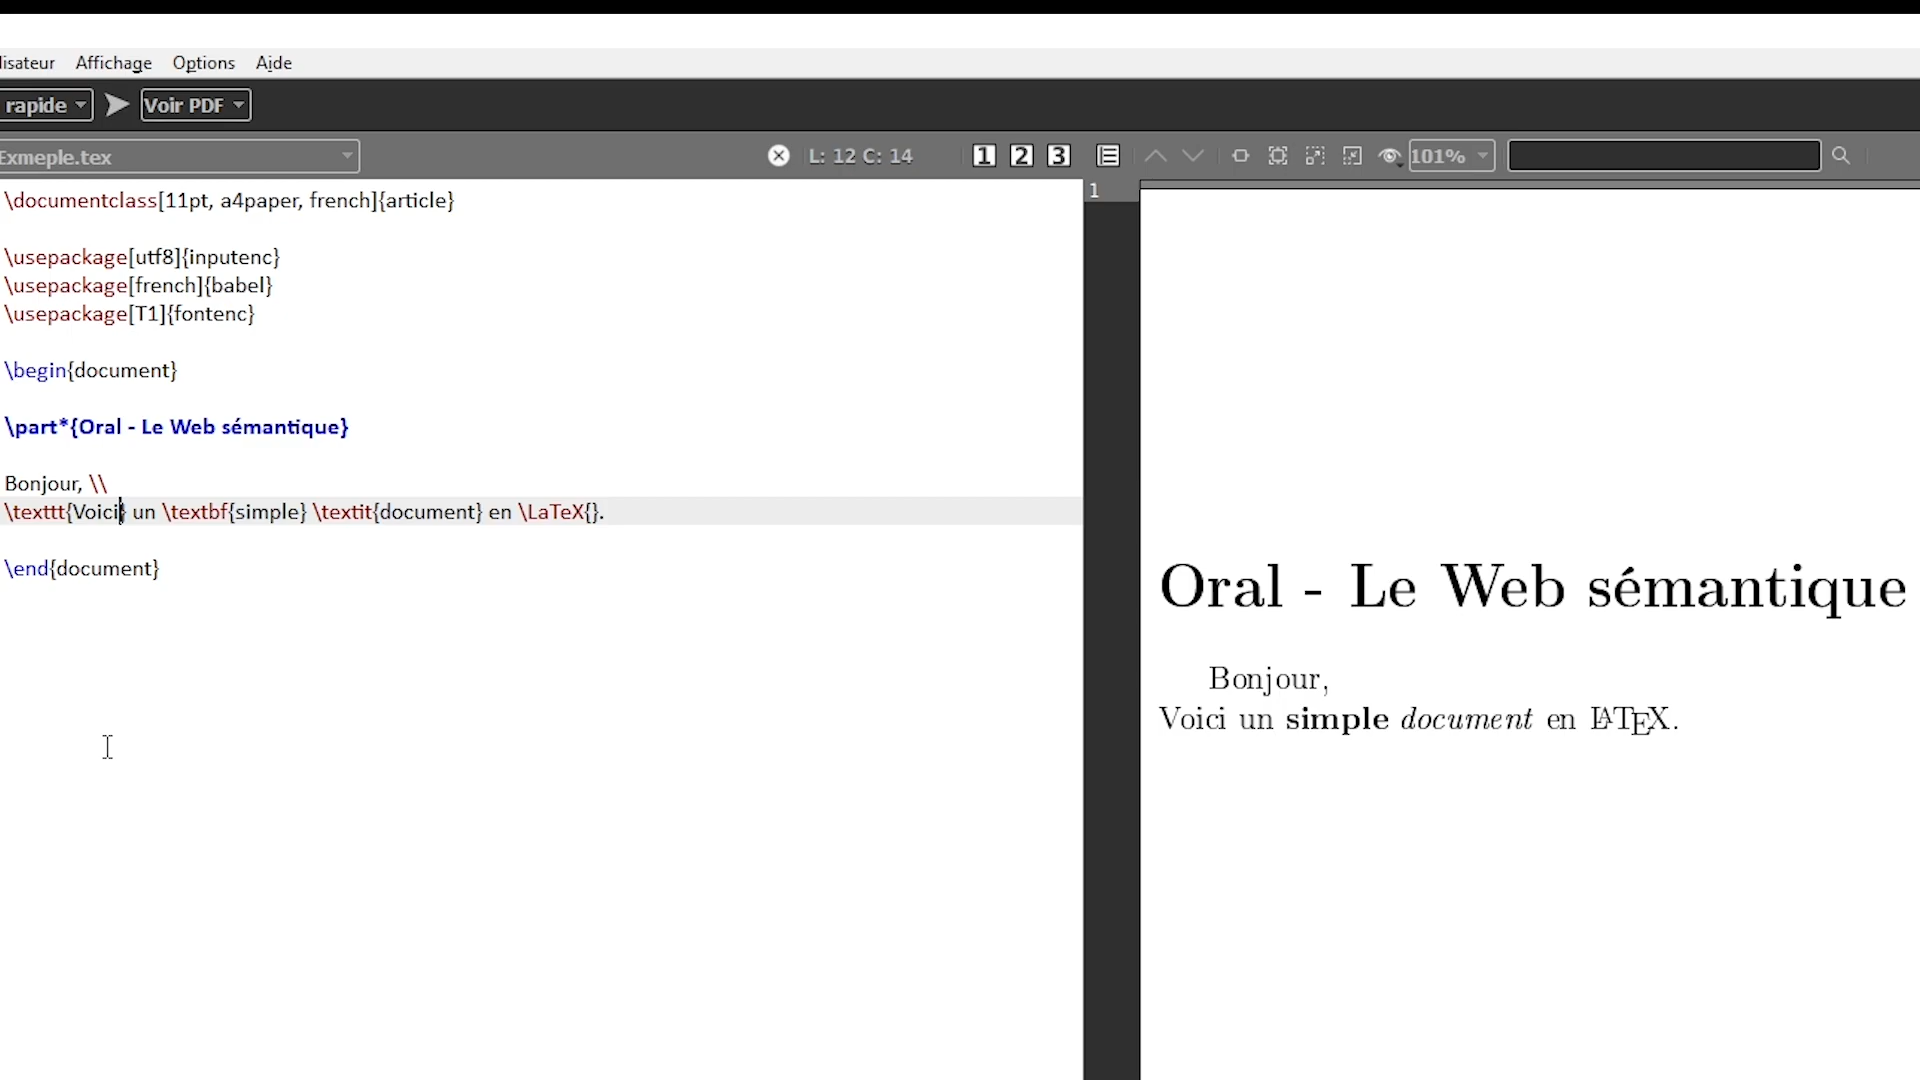 lisateur Affichage Options Aide
rapide Voir PDF
Exmeple.tex L: 12 C: 14 1 2 3 101%
\documentclass[11pt, a4paper, french]{article}
\usepackage[utf8]{inputenc}
\usepackage[french]{babel}
\usepackage[T1]{fontenc}
\begin{document}
\part*{Oral - Le Web sémantique}
Bonjour, \\
\texttt{Voici} un \textbf{simple} \textit{document} en \LaTeX{}.
\end{document}
1
Oral - Le Web sémantique
Bonjour,
Voici un simple document en LATEX.